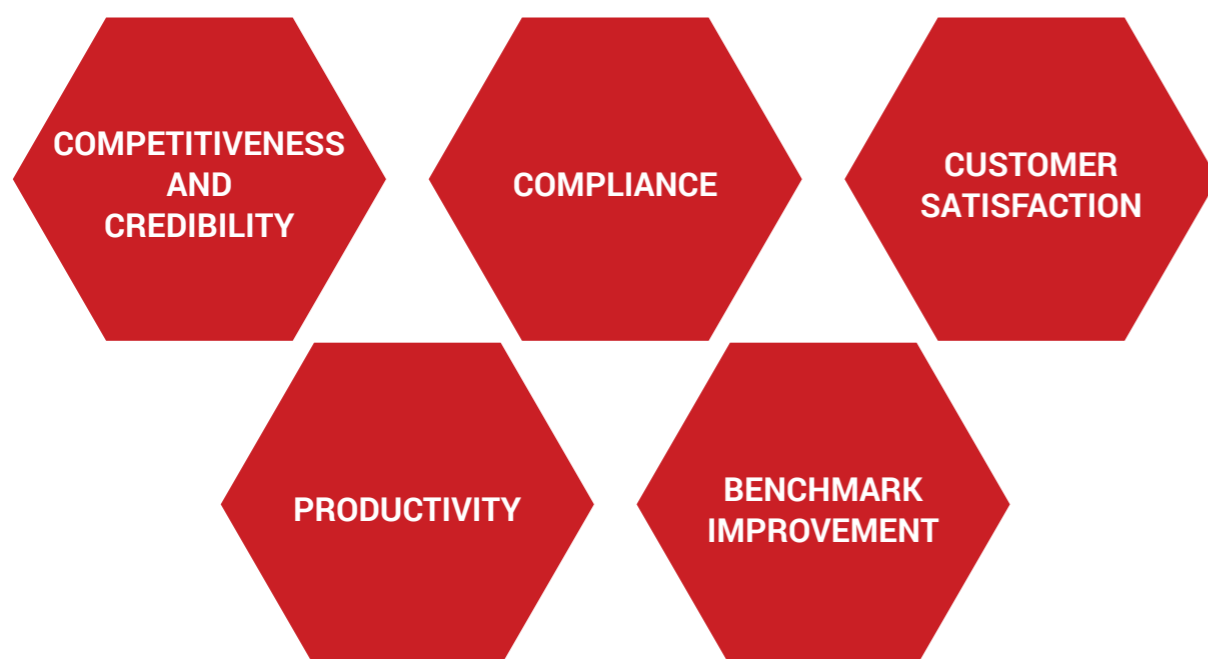 COMPETITIVENESS
AND
CREDIBILITY
COMPLIANCE
CUSTOMER
SATISFACTION
PRODUCTIVITY
BENCHMARK
IMPROVEMENT